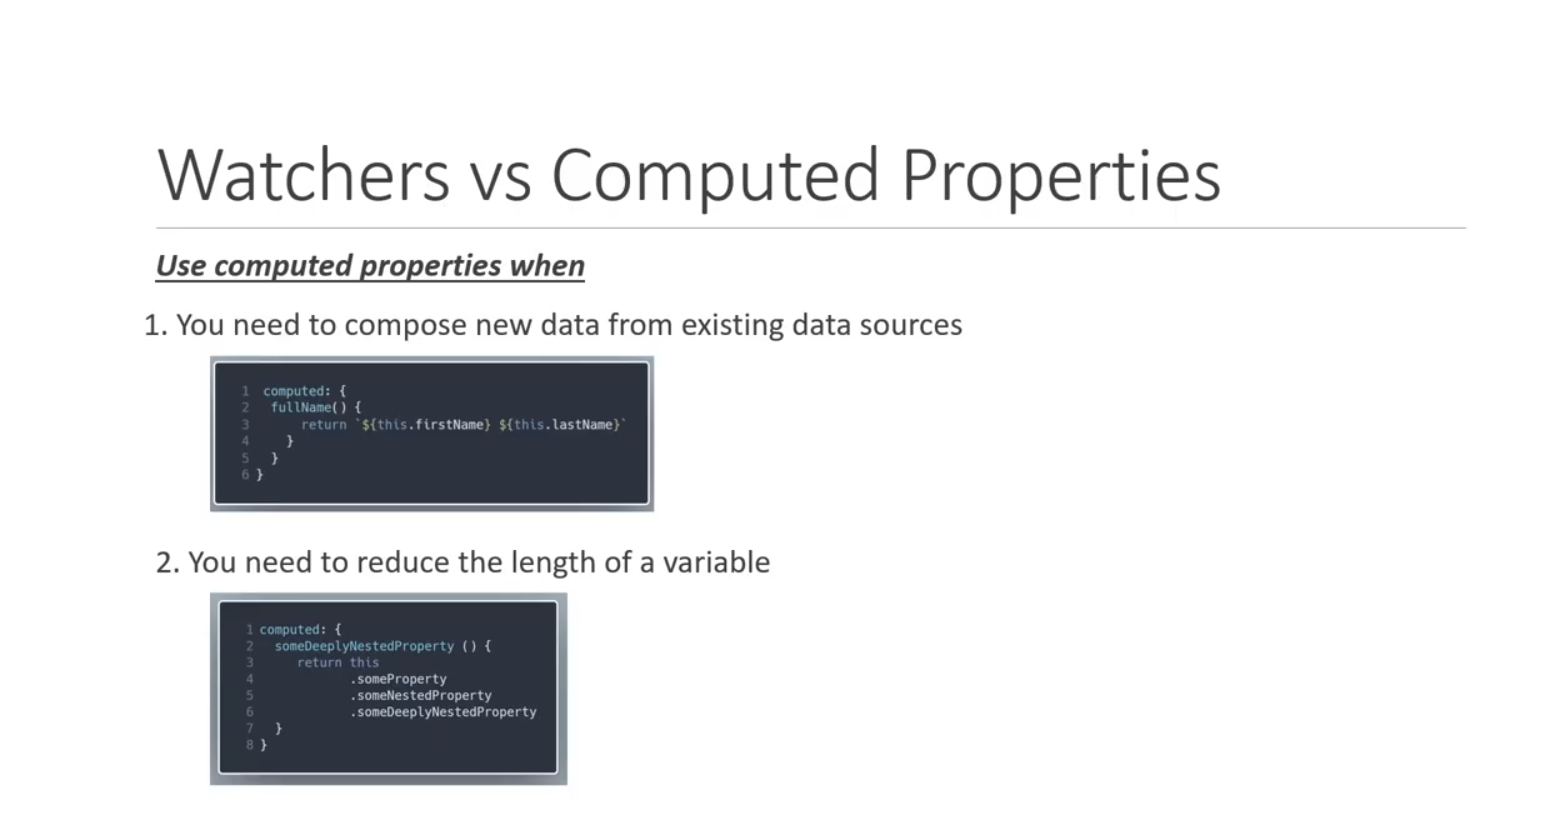 Watchers vs Computed Properties
Use computed properties when
1. You need to compose new data from existing data sources
1 computed: {
2 fullName() {
3 return `${this.firstName} ${this.lastName}`
4 }
5 }
6 }
2. You need to reduce the length of a variable
1 computed: {
2 someDeeplyNestedProperty () {
3 return this
4 .someProperty
5 .someNestedProperty
6 .someDeeplyNestedProperty
7 }
8 }